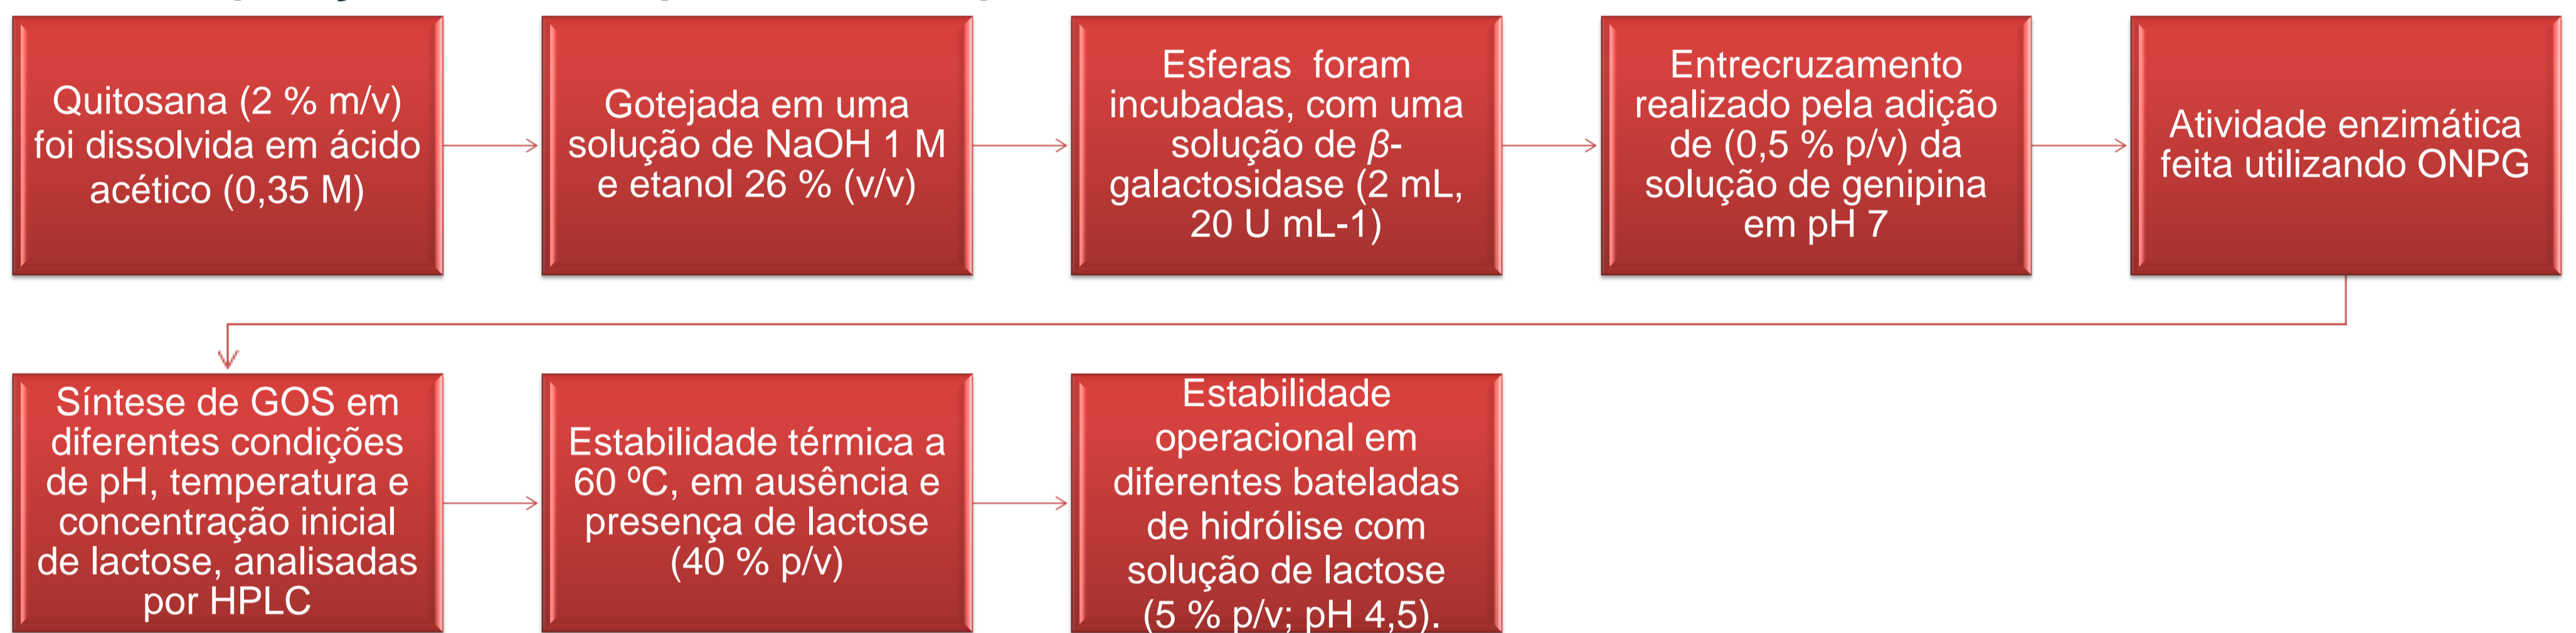 Quitosana (2 % m/v)
foi dissolvida em ácido
acético (0,35 M)
Gotejada em uma
solução de NaOH 1 M
e etanol 26 % (v/v)
Esferas foram
incubadas, com uma
solução de β-
galactosidase (2 mL,
20 U mL-1)
Entrecruzamento
realizado pela adição
de (0,5 % p/v) da
solução de genipina
em pH 7
Atividade enzimática
feita utilizando ONPG
Síntese de GOS em
diferentes condições
de pH, temperatura e
concentração inicial
de lactose, analisadas
por HPLC
Estabilidade térmica a
60 ºC, em ausência e
presença de lactose
(40 % p/v)
Estabilidade
operacional em
diferentes bateladas
de hidrólise com
solução de lactose
(5 % p/v; pH 4,5).